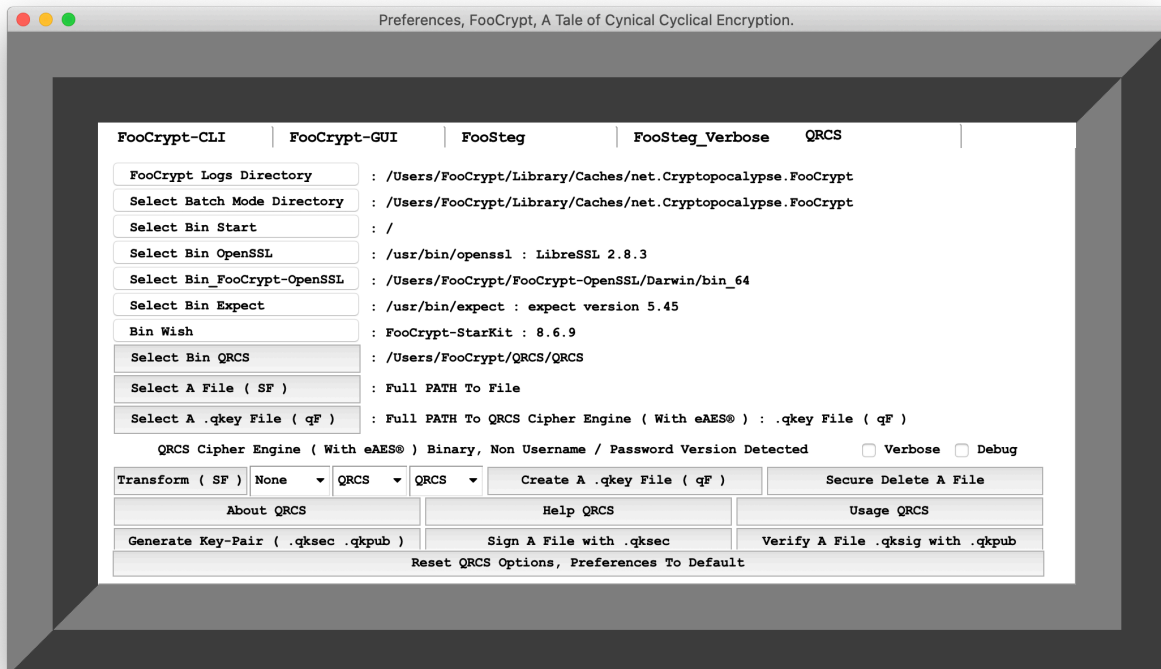 Preferences, FooCrypt, A Tale of Cynical Cyclical Encryption.
FooCrypt-CLI FooCrypt-GUI FooSteg FooSteg_Verbose QRCS
FooCrypt Logs Directory : /Users/FooCrypt/Library/Caches/net.Cryptopocalypse.FooCrypt
Select Batch Mode Directory : /Users/FooCrypt/Library/Caches/net.Cryptopocalypse.FooCrypt
Select Bin Start : /
Select Bin OpenSSL : /usr/bin/openssl : LibreSSL 2.8.3
Select Bin_FooCrypt-OpenSSL : /Users/FooCrypt/FooCrypt-OpenSSL/Darwin/bin_64
Select Bin Expect : /usr/bin/expect : expect version 5.45
Bin Wish : FooCrypt-StarKit : 8.6.9
Select Bin QRCS : /Users/FooCrypt/QRCS/QRCS
Select A File ( SF ) : Full PATH To File
Select A .qkey File ( qF ) : Full PATH To QRCS Cipher Engine ( With eAES® ) : .qkey File ( qF )
QRCS Cipher Engine ( With eAES® ) Binary, Non Username / Password Version Detected Verbose Debug
Transform ( SF ) None QRCS QRCS Create A .qkey File ( qF ) Secure Delete A File
About QRCS Help QRCS Usage QRCS
Generate Key-Pair ( .qksec .qkpub ) Sign A File with .qksec Verify A File .qksig with .qkpub
Reset QRCS Options, Preferences To Default